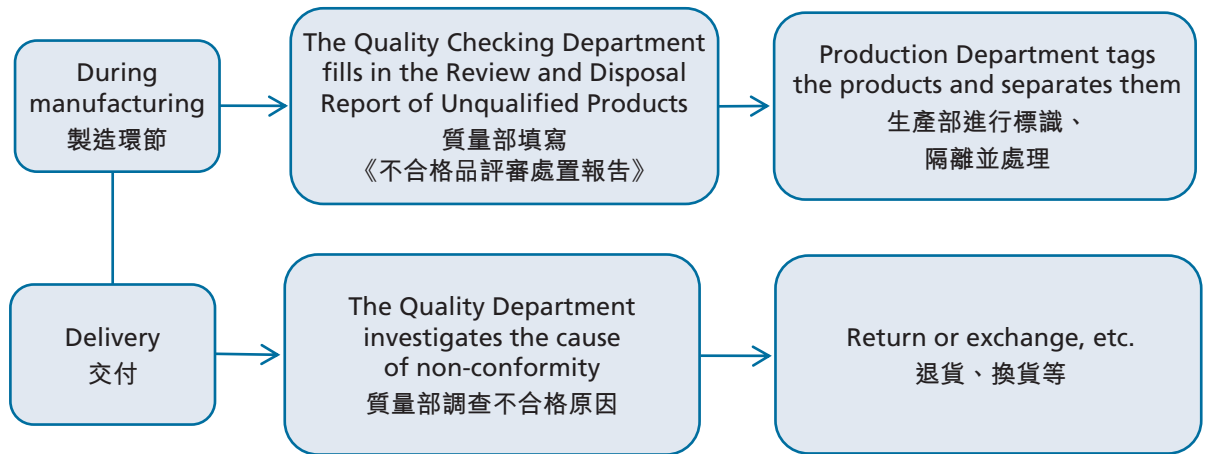 During
manufacturing
製造環節
The Quality Checking Department
fills in the Review and Disposal
Report of Unqualified Products
質量部填寫
《不合格品評審處置報告》
Production Department tags
the products and separates them
生產部進行標識、
隔離並處理
Delivery
交付
The Quality Department
investigates the cause
of non-conformity
質量部調查不合格原因
Return or exchange, etc.
退貨、換貨等